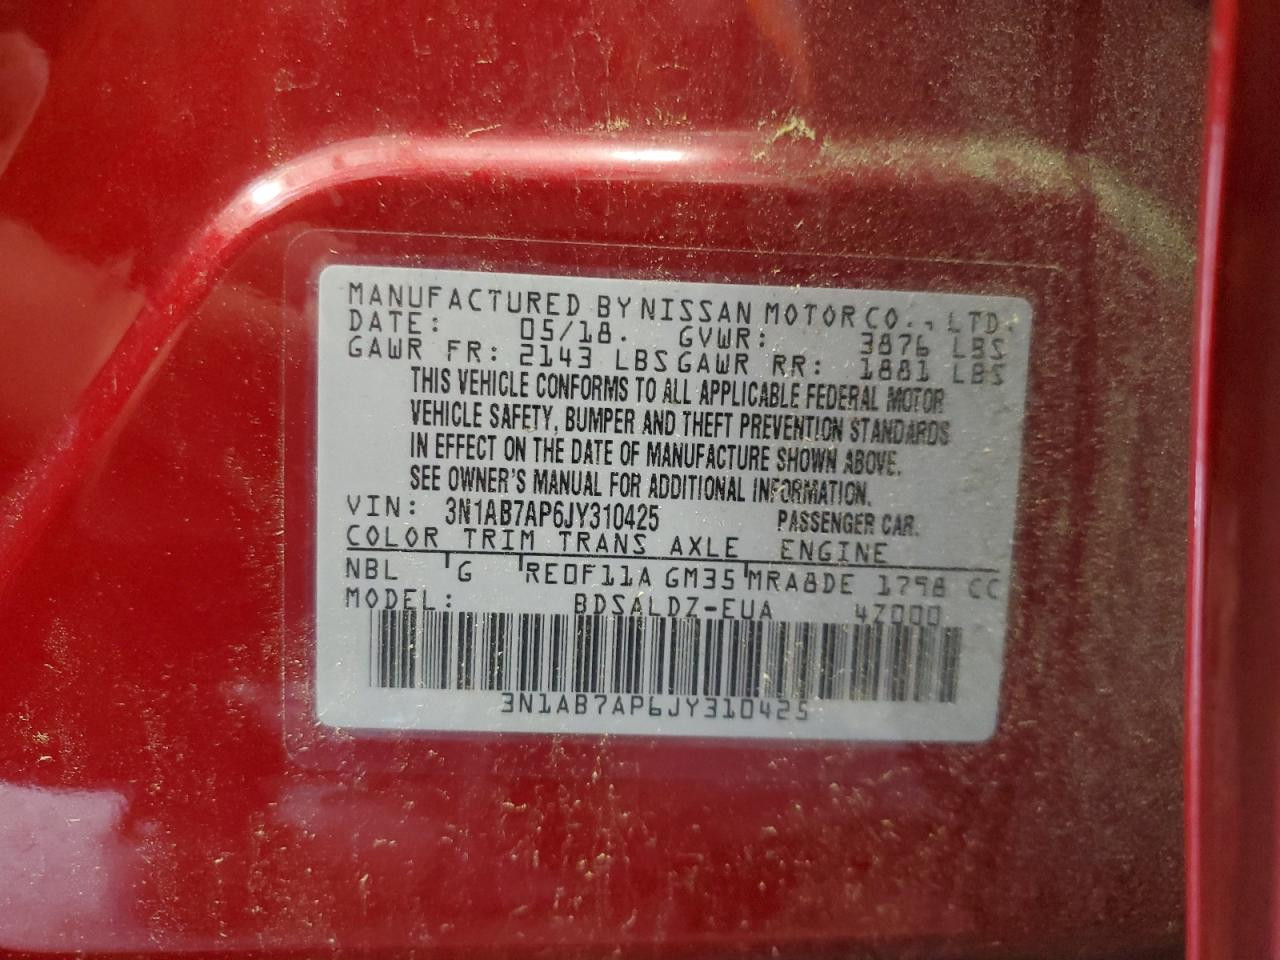 MANUFACTURED BY NISSAN MOTOR CO., LTD.
DATE: 05/18. GVWR: 3876 LBS
GAWR FR: 2143 LBS GAWR RR: 1881 LBS
THIS VEHICLE CONFORMS TO ALL APPLICABLE FEDERAL MOTOR
VEHICLE SAFETY, BUMPER AND THEFT PREVENTION STANDARDS
IN EFFECT ON THE DATE OF MANUFACTURE SHOWN ABOVE.
SEE OWNER'S MANUAL FOR ADDITIONAL INFORMATION.
VIN: 3N1AB7AP6JY310425 PASSENGER CAR.
COLOR TRIM TRANS AXLE ENGINE
NBL G RE0F11A GM35 MRA8DE 1798 CC
MODEL: BDSALDZ-EUA 4Z000
3N1AB7AP6JY310425